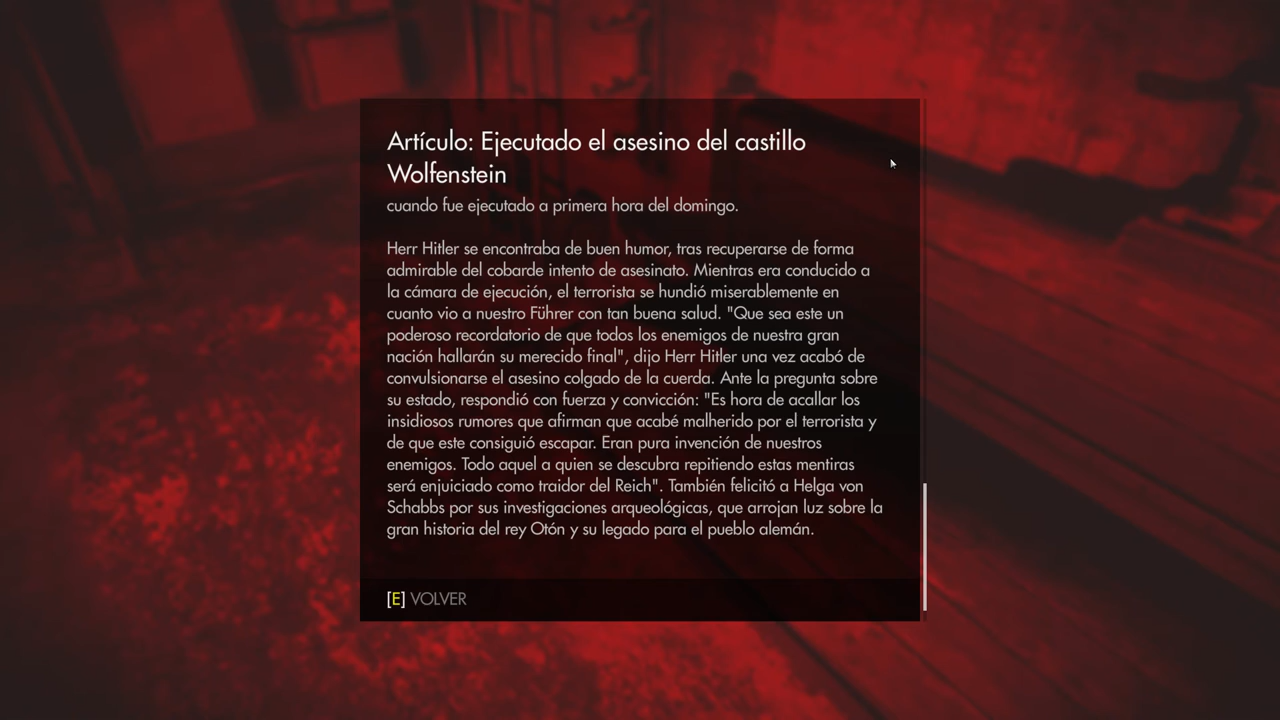 Artículo: Ejecutado el asesino del castillo
Wolfenstein
cuando fue ejecutado a primera hora del domingo.
Herr Hitler se encontraba de buen humor, tras recuperarse de forma
admirable del cobarde intento de asesinato. Mientras era conducido a
la cámara de ejecución, el terrorista se hundió miserablemente en
cuanto vio a nuestro Führer con tan buena salud. "Que sea este un
poderoso recordatorio de que todos los enemigos de nuestra gran
nación hallarán su merecido final", dijo Herr Hitler una vez acabó de
convulsionarse el asesino colgado de la cuerda. Ante la pregunta sobre
su estado, respondió con fuerza y convicción: "Es hora de acallar los
insidiosos rumores que afirman que acabé malherido por el terrorista y
de que este consiguió escapar. Eran pura invención de nuestros
enemigos. Todo aquel a quien se descubra repitiendo estas mentiras
será enjuiciado como traidor del Reich". También felicitó a Helga von
Schabbs por sus investigaciones arqueológicas, que arrojan luz sobre la
gran historia del rey Otón y su legado para el pueblo alemán.
[E] VOLVER